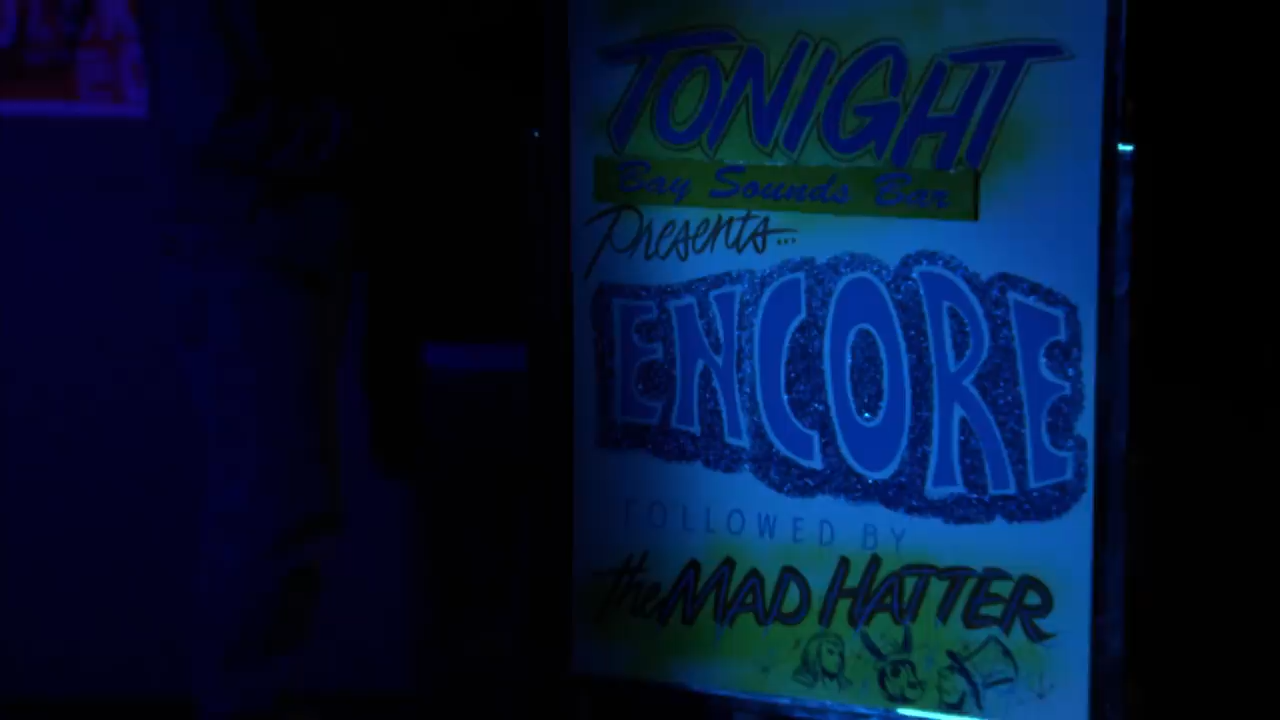 TONIGHT
Bay Sounds Bar
Presents...
ENCORE
FOLLOWED BY
the MAD HATTER